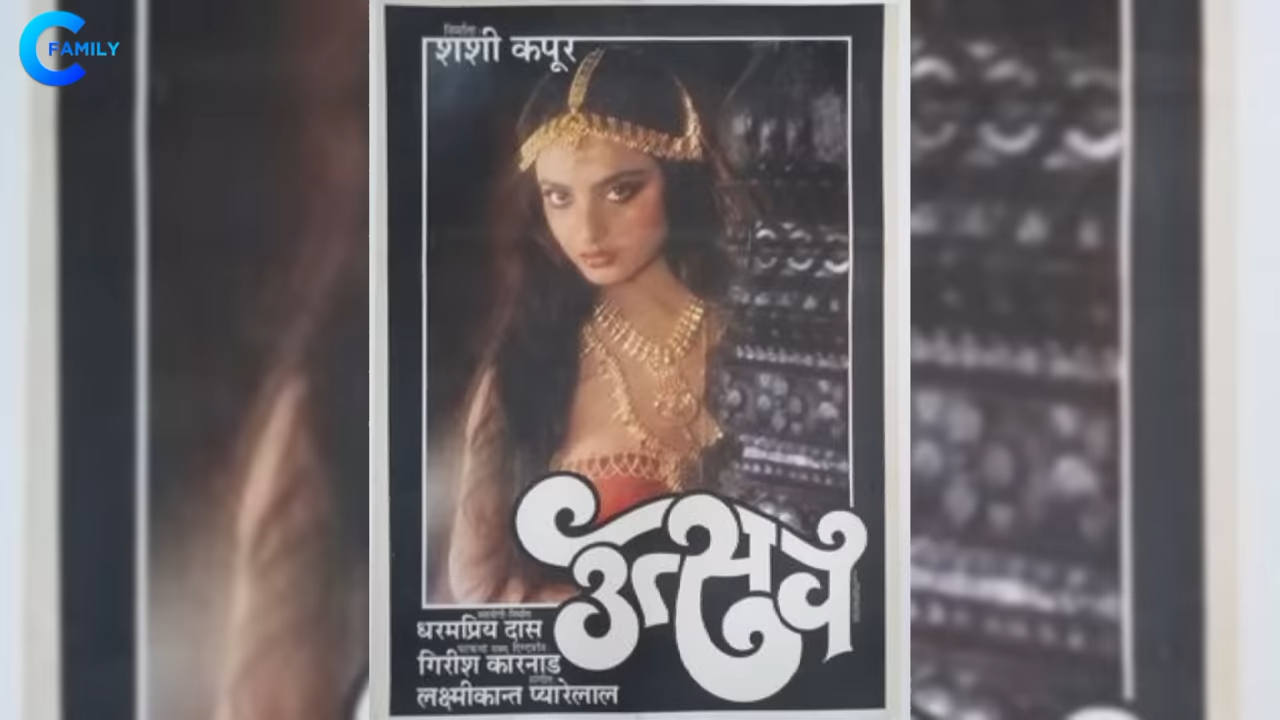 C FAMILY
निर्माता
शशी कपूर
उत्सव
धरमप्रिय दास
गिरीश कारनाड
संगीत
लक्ष्मीकान्त प्यारेलाल